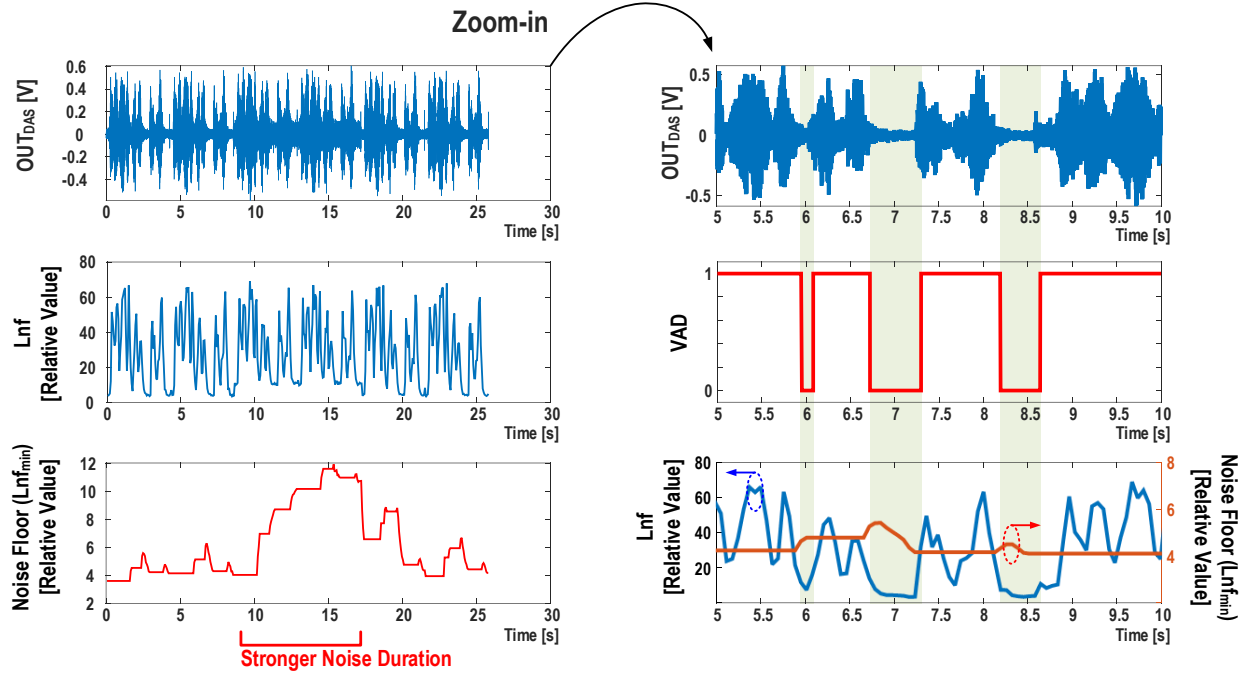 Zoom-in
OUTDAS [V]
0.6
0.4
0.2
0
-0.2
-0.4
0 5 10 15 20 25 30
Time [s]
OUTDAS [V]
0.5
0
-0.5
5 5.5 6 6.5 7 7.5 8 8.5 9 9.5 10
Time [s]
Lnf
[Relative Value]
80
60
40
20
0
0 5 10 15 20 25 30
Time [s]
VAD
1
0
5 5.5 6 6.5 7 7.5 8 8.5 9 9.5 10
Time [s]
Noise Floor (Lnfmin)
[Relative Value]
12
10
8
6
4
2
0 5 10 15 20 25 30
Time [s]
Stronger Noise Duration
Lnf
[Relative Value]
80
60
40
20
0
5 5.5 6 6.5 7 7.5 8 8.5 9 9.5 10
Time [s]
8
6
4
2
Noise Floor (Lnfmin)
[Relative Value]